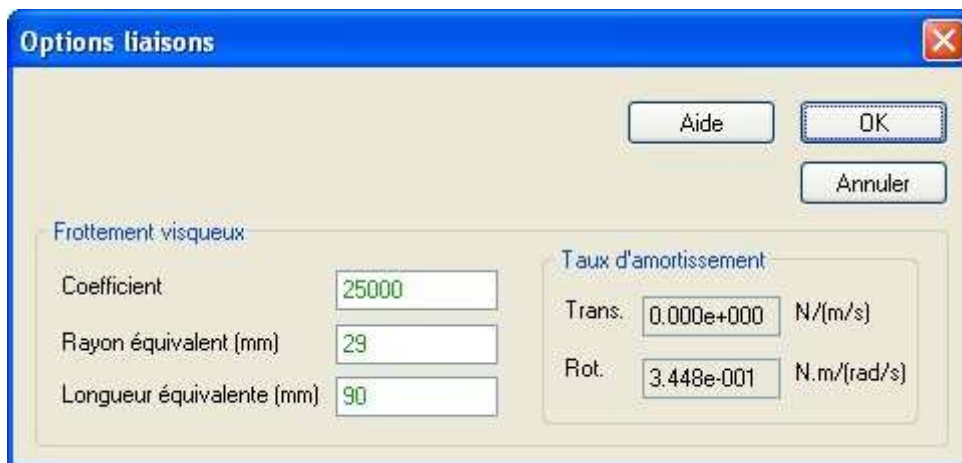 Options liaisons
Aide
OK
Annuler
Frottement visqueux
Coefficient
25000
Rayon équivalent (mm)
29
Longueur équivalente (mm)
90
Taux d'amortissement
Trans.
0.000e+000
N/(m/s)
Rot.
3.448e-001
N.m/(rad/s)